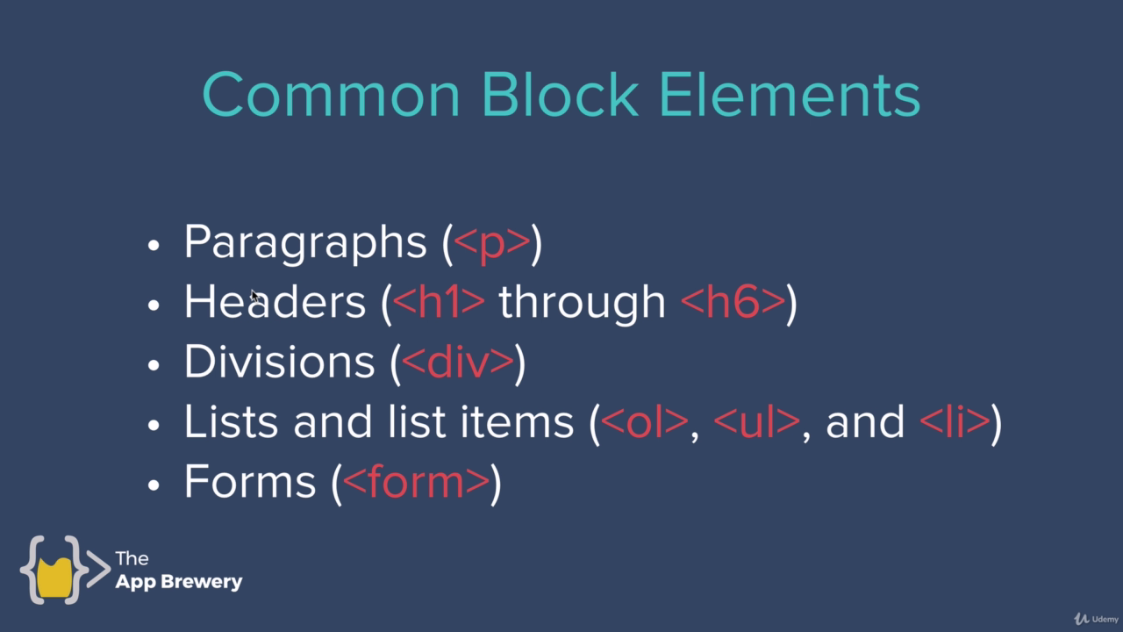 Common Block Elements
• Paragraphs (<p>)
• Headers (<h1> through <h6>)
• Divisions (<div>)
• Lists and list items (<ol>, <ul>, and <li>)
• Forms (<form>)
The
App Brewery
Udemy